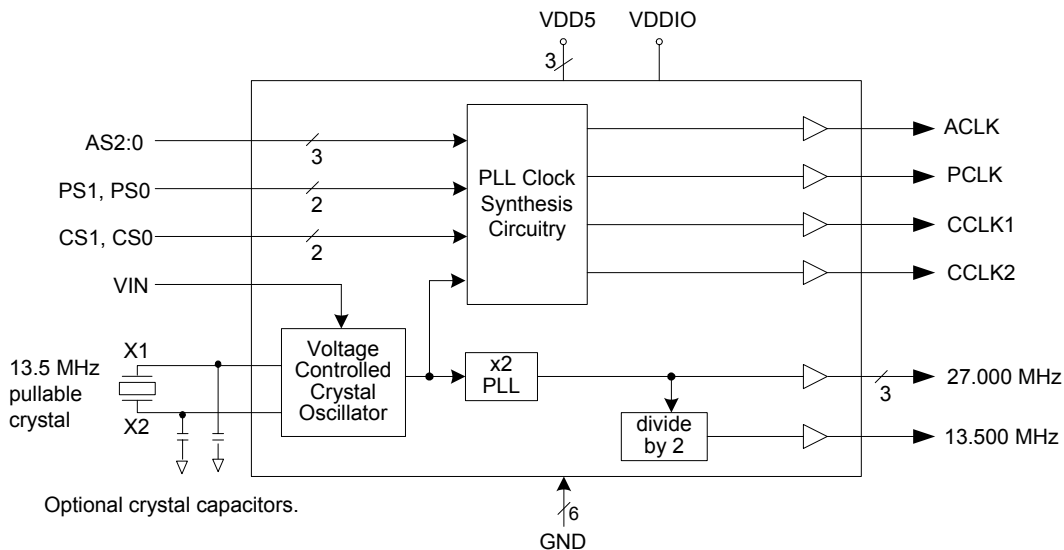 VDD5
VDDIO
3
AS2:0
3
PS1, PS0
2
CS1, CS0
2
VIN
PLL Clock
Synthesis
Circuitry
ACLK
PCLK
CCLK1
CCLK2
13.5 MHz
pullable
crystal
X1
X2
Voltage
Controlled
Crystal
Oscillator
x2
PLL
divide
by 2
3
27.000 MHz
13.500 MHz
Optional crystal capacitors.
6
GND